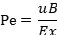 Pe = uB
Ex